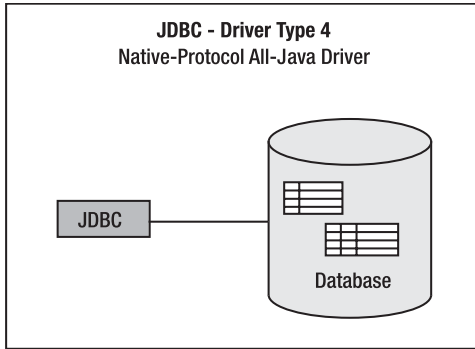 JDBC - Driver Type 4
Native-Protocol All-Java Driver
JDBC
Database